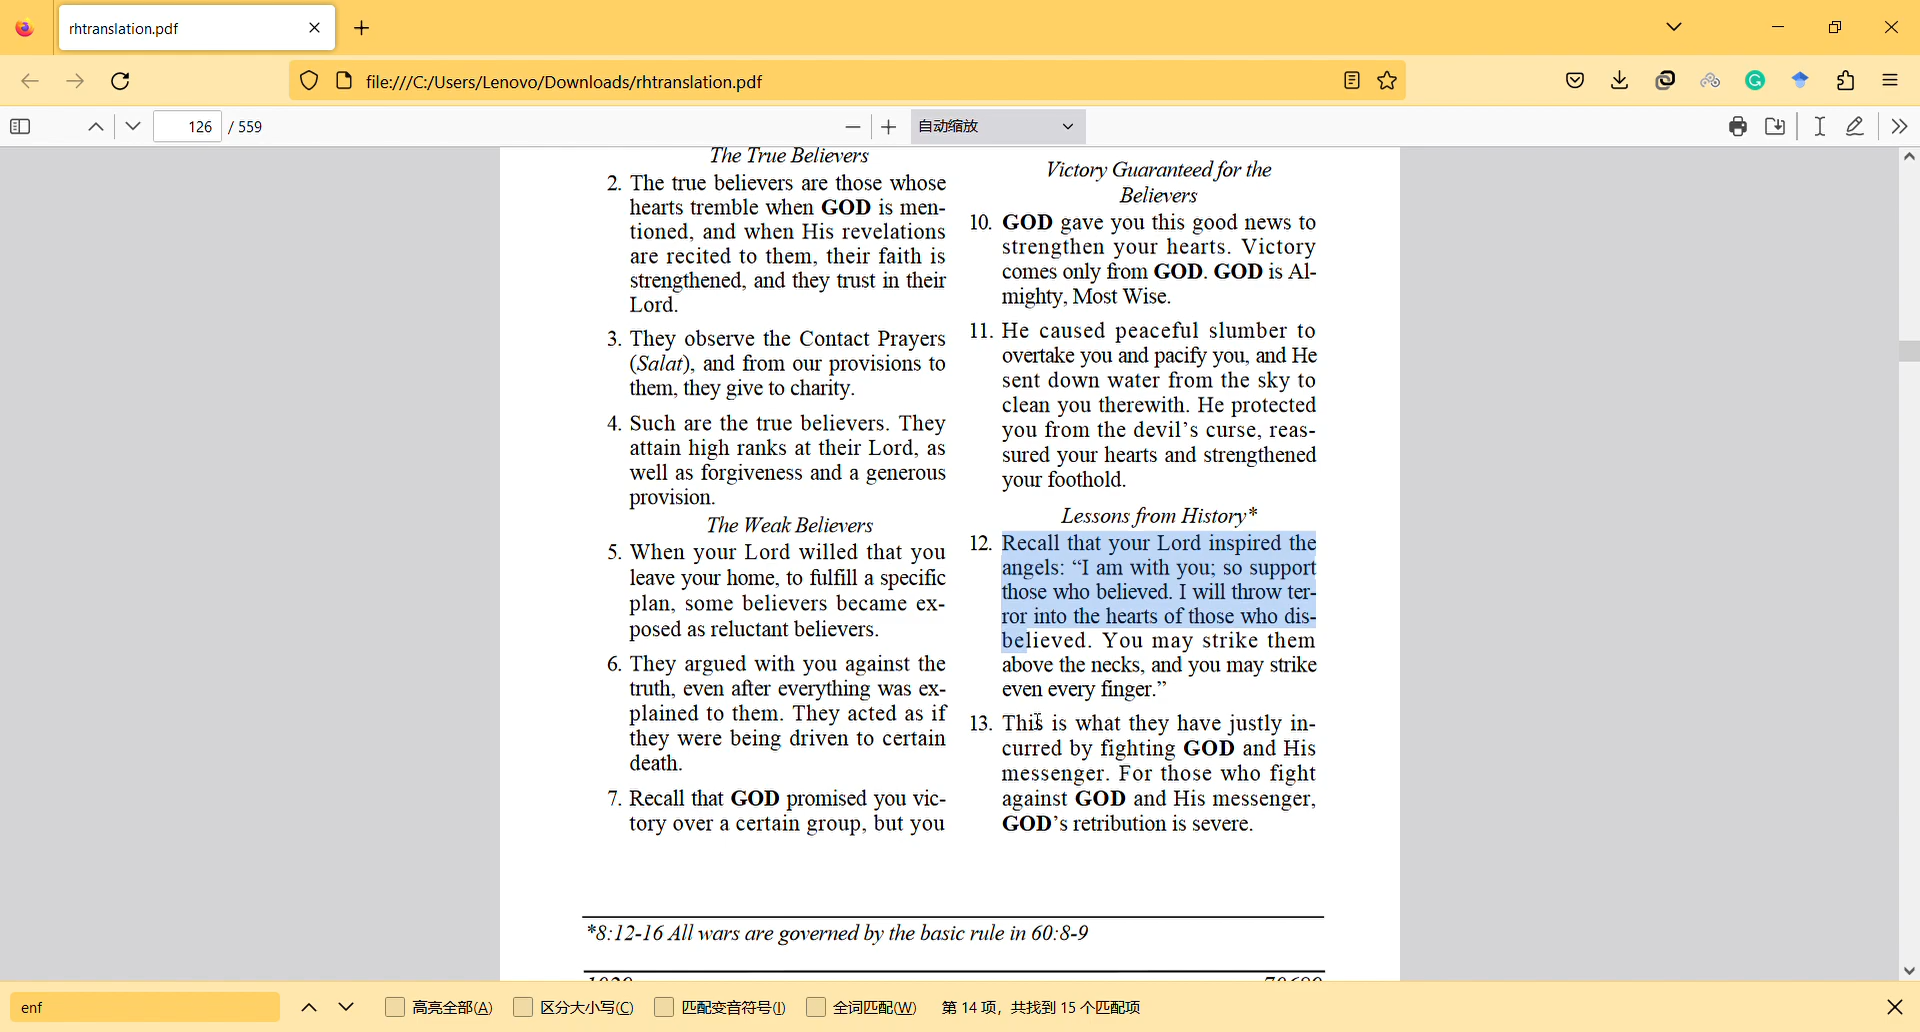 rhtranslation.pdf
file:///C:/Users/Lenovo/Downloads/rhtranslation.pdf
126 / 559
自动缩放
The True Believers
2. The true believers are those whose
hearts tremble when GOD is men-
tioned, and when His revelations
are recited to them, their faith is
strengthened, and they trust in their
Lord.
3. They observe the Contact Prayers
(Salat), and from our provisions to
them, they give to charity.
4. Such are the true believers. They
attain high ranks at their Lord, as
well as forgiveness and a generous
provision.
The Weak Believers
5. When your Lord willed that you
leave your home, to fulfill a specific
plan, some believers became ex-
posed as reluctant believers.
6. They argued with you against the
truth, even after everything was ex-
plained to them. They acted as if
they were being driven to certain
death.
7. Recall that GOD promised you vic-
tory over a certain group, but you
Victory Guaranteed for the
Believers
10. GOD gave you this good news to
strengthen your hearts. Victory
comes only from GOD. GOD is Al-
mighty, Most Wise.
11. He caused peaceful slumber to
overtake you and pacify you, and He
sent down water from the sky to
clean you therewith. He protected
you from the devil’s curse, reas-
sured your hearts and strengthened
your foothold.
Lessons from History*
12. Recall that your Lord inspired the
angels: “I am with you; so support
those who believed. I will throw ter-
ror into the hearts of those who dis-
believed. You may strike them
above the necks, and you may strike
even every finger.”
13. This is what they have justly in-
curred by fighting GOD and His
messenger. For those who fight
against GOD and His messenger,
GOD’s retribution is severe.
*8:12-16 All wars are governed by the basic rule in 60:8-9
enf
高亮全部(A)
区分大小写(C)
匹配变音符号(I)
全词匹配(W)
第 14 项，共找到 15 个匹配项